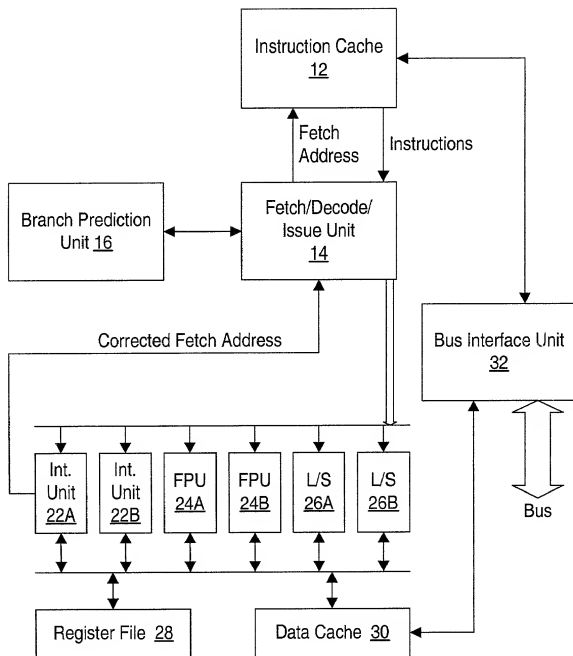 Instruction Cache
12
Fetch
Address
Instructions
Branch Prediction
Unit 16
Fetch/Decode/
Issue Unit
14
Corrected Fetch Address
Bus Interface Unit
32
Int.
Unit
22A
Int.
Unit
22B
FPU
24A
FPU
24B
L/S
26A
L/S
26B
Bus
Register File 28
Data Cache 30